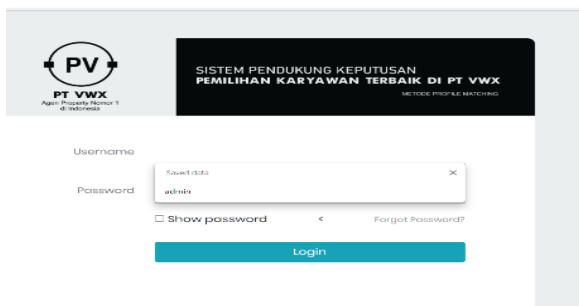 PV
PT VWX
Agen Property Nomor 1
di Indonesia
SISTEM PENDUKUNG KEPUTUSAN
PEMILIHAN KARYAWAN TERBAIK DI PT VWX
METODE PROFILE MATCHING
Username
Saved data ×
Password
admin
☐ Show password < Forgot Password?
Login